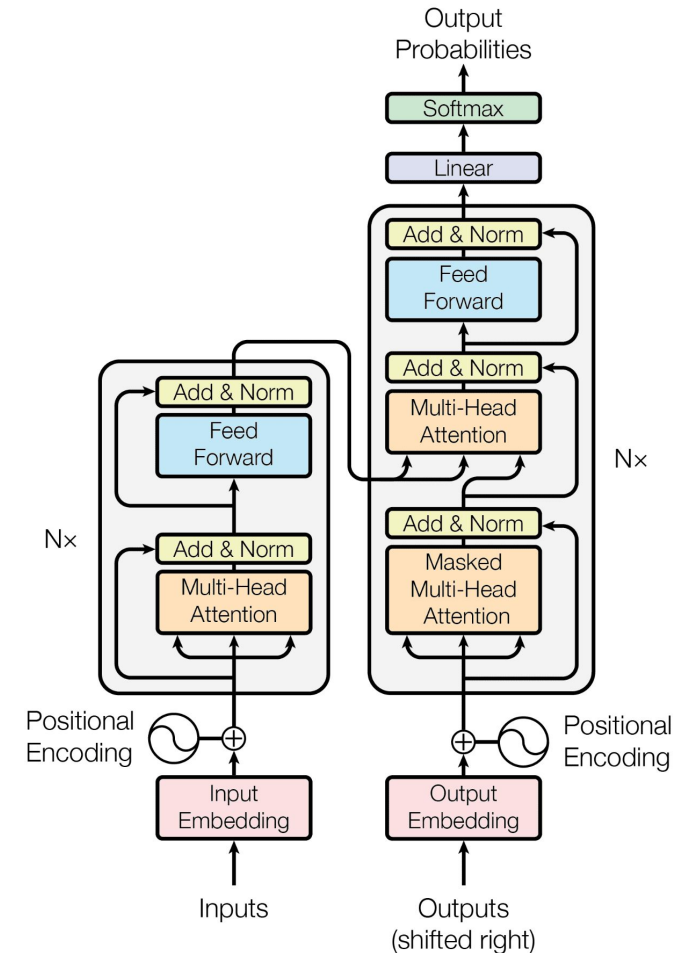 Output
Probabilities
Softmax
Linear
Add & Norm
Feed
Forward
Add & Norm
Multi-Head
Attention
Add & Norm
Masked
Multi-Head
Attention
N×
Add & Norm
Feed
Forward
Add & Norm
Multi-Head
Attention
N×
Positional
Encoding
Positional
Encoding
Input
Embedding
Output
Embedding
Inputs
Outputs
(shifted right)